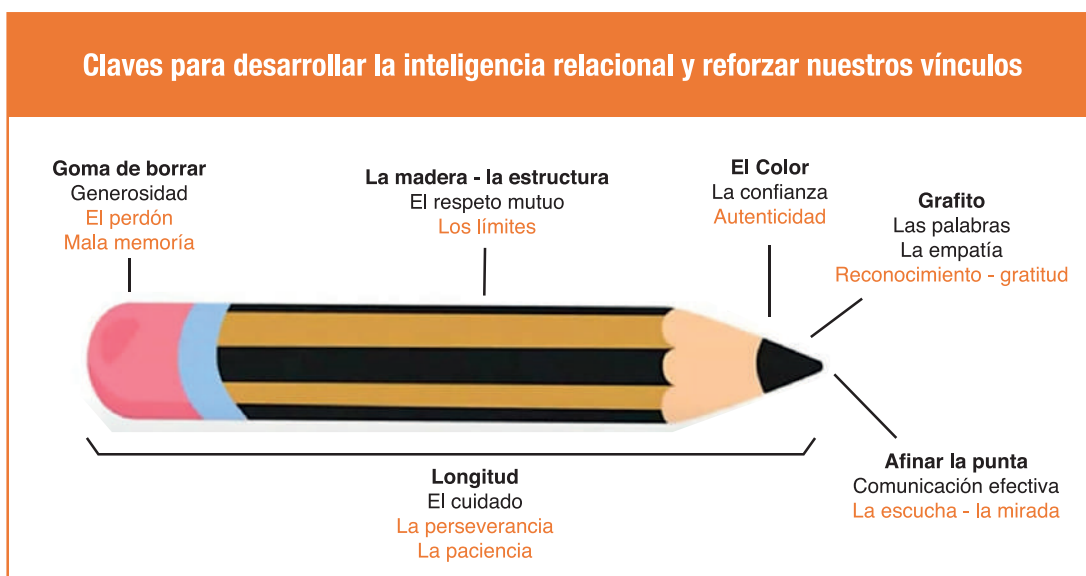 Claves para desarrollar la inteligencia relacional y reforzar nuestros vínculos
Goma de borrar
Generosidad
El perdón
Mala memoría
La madera - la estructura
El respeto mutuo
Los límites
El Color
La confianza
Autenticidad
Grafito
Las palabras
La empatía
Reconocimiento - gratitud
Longitud
El cuidado
La perseverancia
La paciencia
Afinar la punta
Comunicación efectiva
La escucha - la mirada